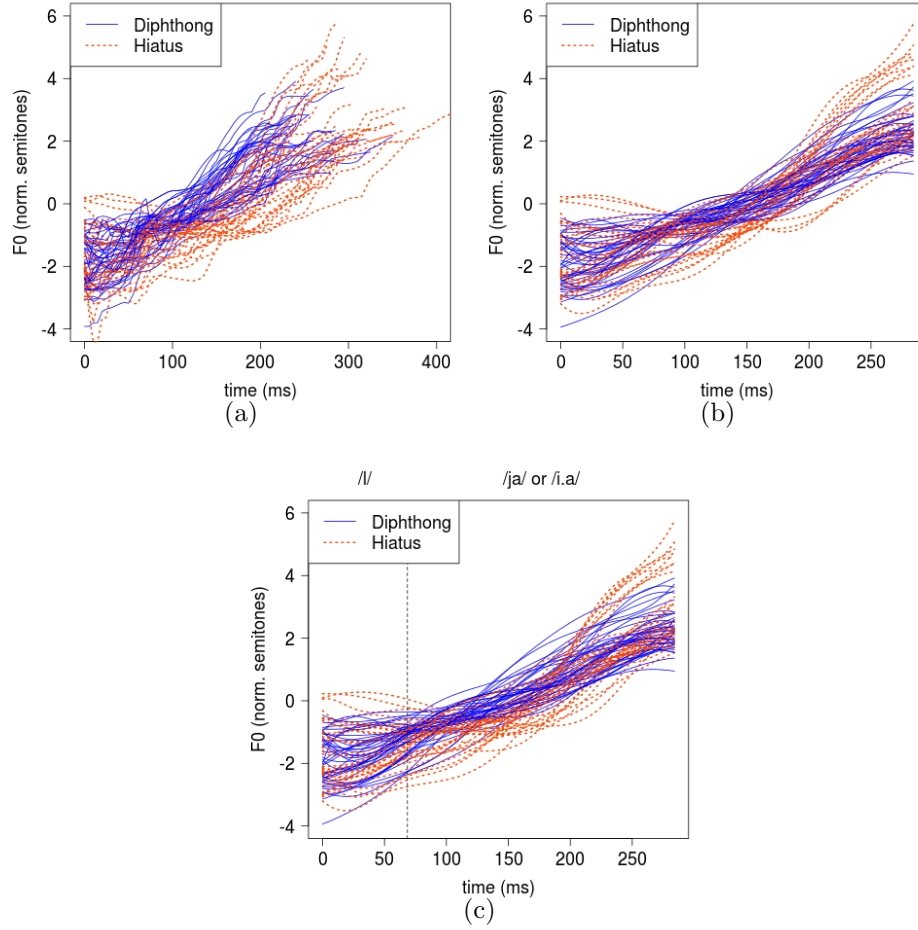 Diphthong
Hiatus
F0 (norm. semitones)
6
4
2
0
-2
-4
0 100 200 300 400
time (ms)
(a)
Diphthong
Hiatus
F0 (norm. semitones)
6
4
2
0
-2
-4
0 50 100 150 200 250
time (ms)
(b)
/l/ /ja/ or /i.a/
Diphthong
Hiatus
F0 (norm. semitones)
6
4
2
0
-2
-4
0 50 100 150 200 250
time (ms)
(c)